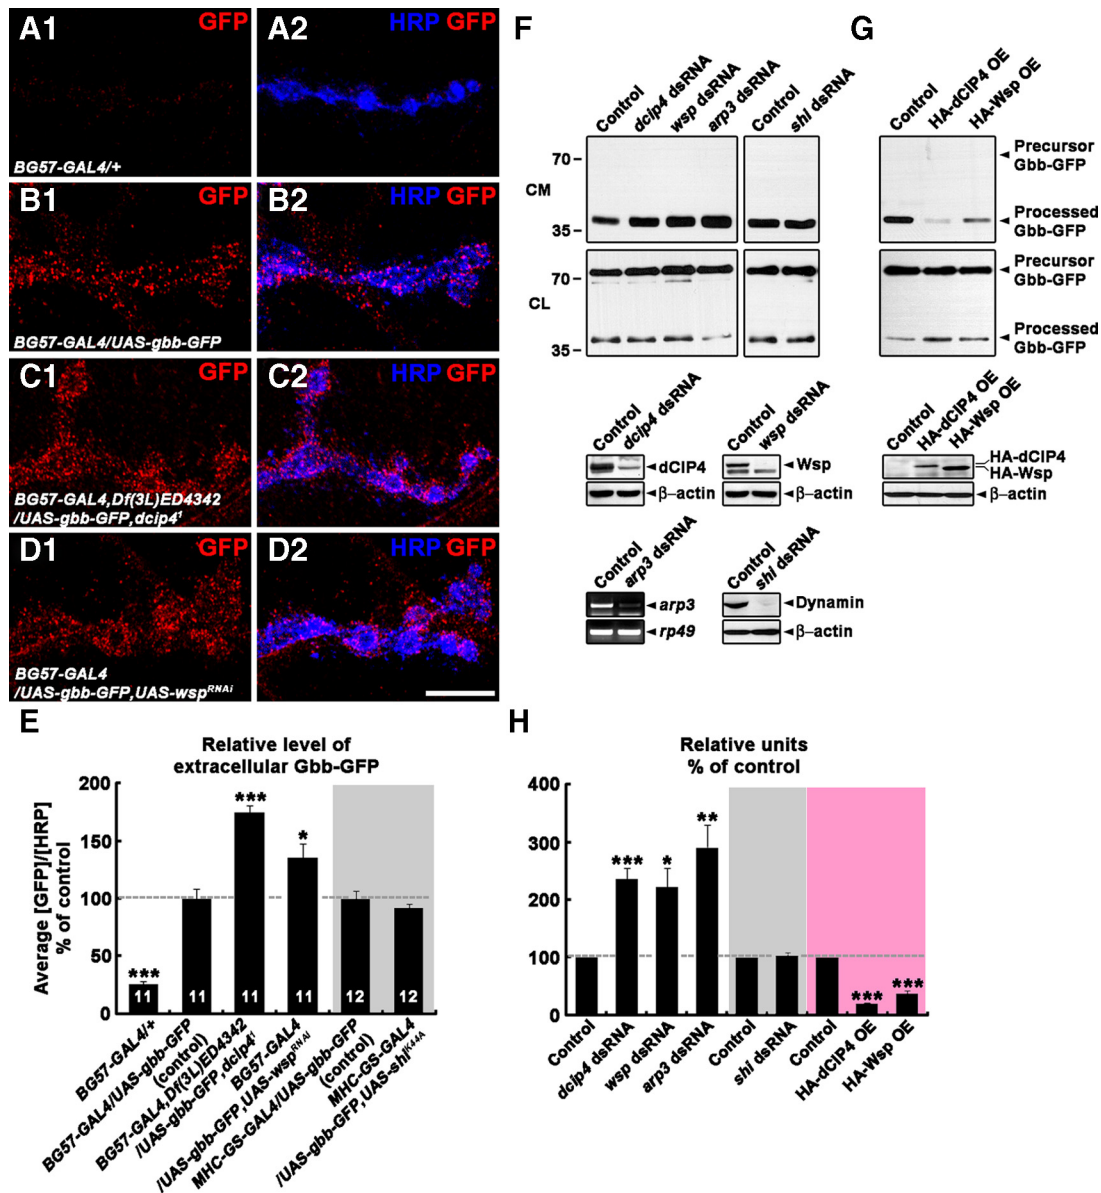 A1
GFP
BG57-GAL4/+
A2
HRP GFP
B1
GFP
BG57-GAL4/UAS-gbb-GFP
B2
HRP GFP
C1
GFP
BG57-GAL4,Df(3L)ED4342
/UAS-gbb-GFP,dcip4¹
C2
HRP GFP
D1
GFP
BG57-GAL4
/UAS-gbb-GFP,UAS-wspRNAi
D2
HRP GFP
E
Relative level of
extracellular Gbb-GFP
Average [GFP]/[HRP]
% of control
200
150
100
50
0
***
***
*
11
11
11
11
12
12
BG57-GAL4/+
BG57-GAL4/UAS-gbb-GFP
(control)
BG57-GAL4,Df(3L)ED4342
/UAS-gbb-GFP,dcip4¹
BG57-GAL4
/UAS-gbb-GFP,UAS-wspRNAi
MHC-GS-GAL4/UAS-gbb-GFP
(control)
MHC-GS-GAL4
/UAS-gbb-GFP,UAS-shiK44A
F
Control
dcip4 dsRNA
wsp dsRNA
arp3 dsRNA
Control
shi dsRNA
CM
70
35
CL
70
35
Control
dcip4 dsRNA
dCIP4
β-actin
Control
wsp dsRNA
Wsp
β-actin
Control
arp3 dsRNA
arp3
rp49
Control
shi dsRNA
Dynamin
β-actin
G
Control
HA-dCIP4 OE
HA-Wsp OE
Precursor
Gbb-GFP
Processed
Gbb-GFP
Precursor
Gbb-GFP
Processed
Gbb-GFP
Control
HA-dCIP4 OE
HA-Wsp OE
HA-dCIP4
HA-Wsp
β-actin
H
Relative units
% of control
400
300
200
100
0
***
*
**
***
***
Control
dcip4 dsRNA
wsp dsRNA
arp3 dsRNA
Control
shi dsRNA
Control
HA-dCIP4 OE
HA-Wsp OE